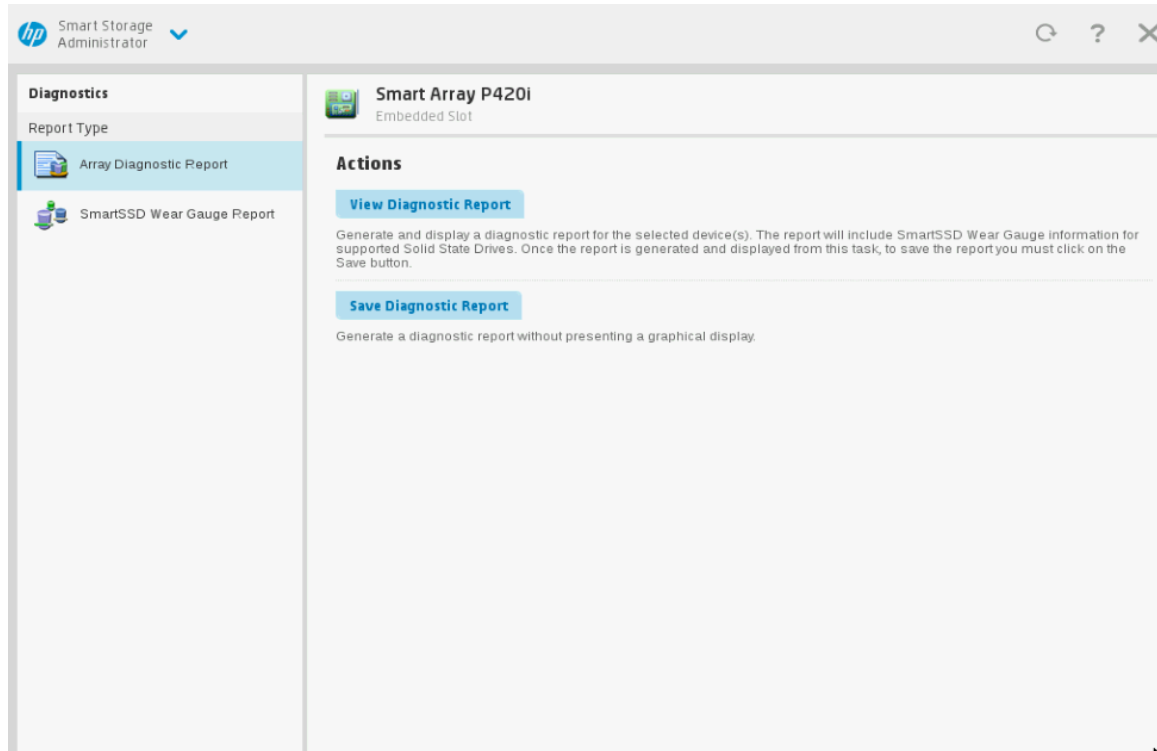 hp
Smart Storage
Administrator
?
Diagnostics
Report Type
Array Diagnostic Report
SmartSSD Wear Gauge Report
Smart Array P420i
Embedded Slot
Actions
View Diagnostic Report
Generate and display a diagnostic report for the selected device(s). The report will include SmartSSD Wear Gauge information for
supported Solid State Drives. Once the report is generated and displayed from this task, to save the report you must click on the
Save button.
Save Diagnostic Report
Generate a diagnostic report without presenting a graphical display.